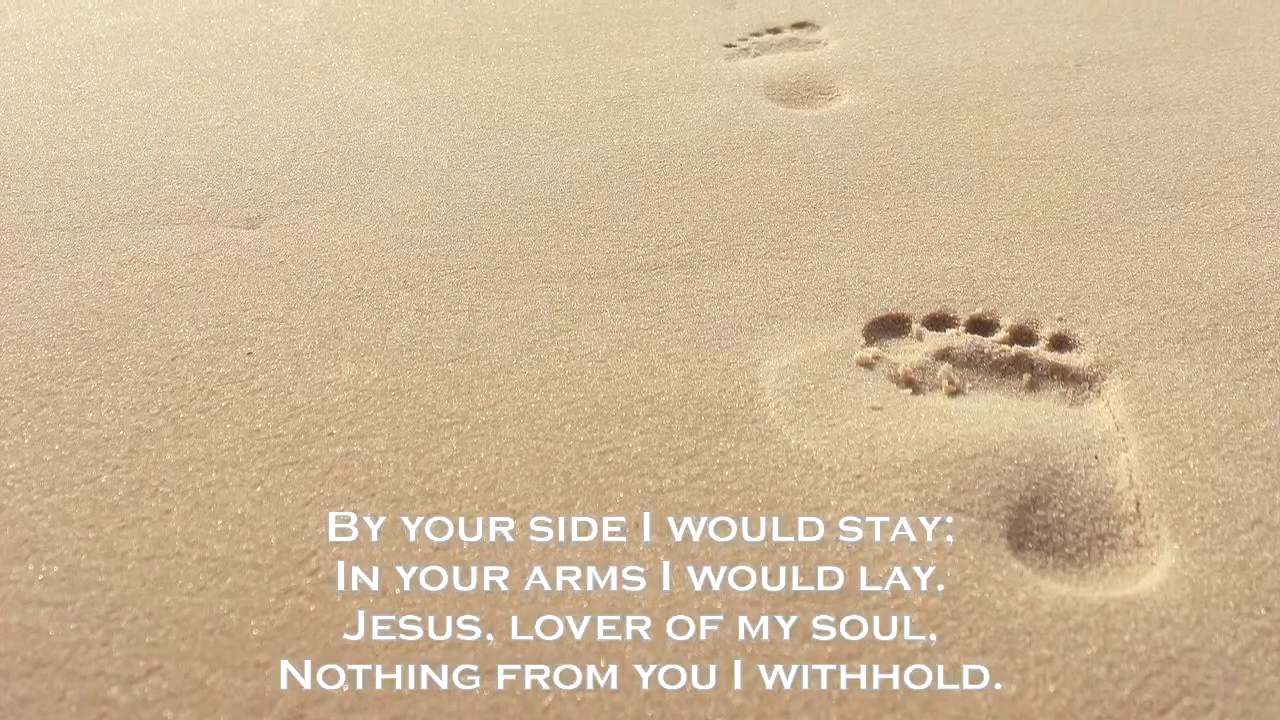 By your side I would stay;
In your arms I would lay.
Jesus, lover of my soul,
Nothing from you I withhold.